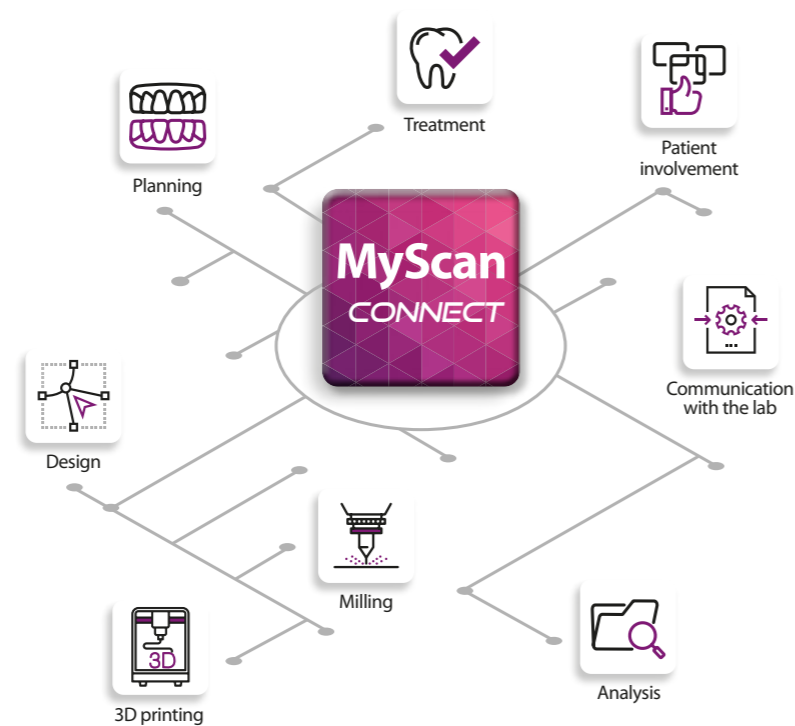 Treatment
Patient
involvement
Planning
MyScan
CONNECT
Communication
with the lab
Design
Milling
3D
3D printing
Analysis